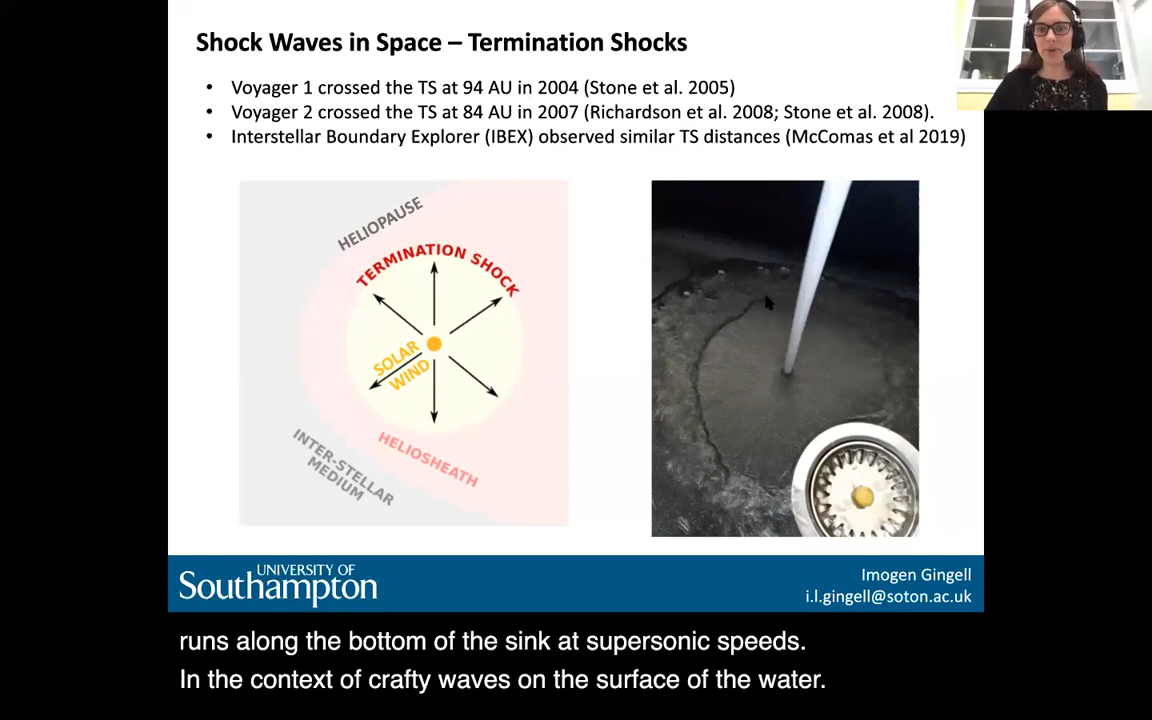 Shock Waves in Space – Termination Shocks
• Voyager 1 crossed the TS at 94 AU in 2004 (Stone et al. 2005)
• Voyager 2 crossed the TS at 84 AU in 2007 (Richardson et al. 2008; Stone et al. 2008).
• Interstellar Boundary Explorer (IBEX) observed similar TS distances (McComas et al 2019)
HELIOPAUSE
TERMINATION SHOCK
SOLAR
WIND
HELIOSHEATH
INTER-STELLAR
MEDIUM
UNIVERSITY OF
Southampton
Imogen Gingell
i.l.gingell@soton.ac.uk
runs along the bottom of the sink at supersonic speeds.
In the context of crafty waves on the surface of the water.